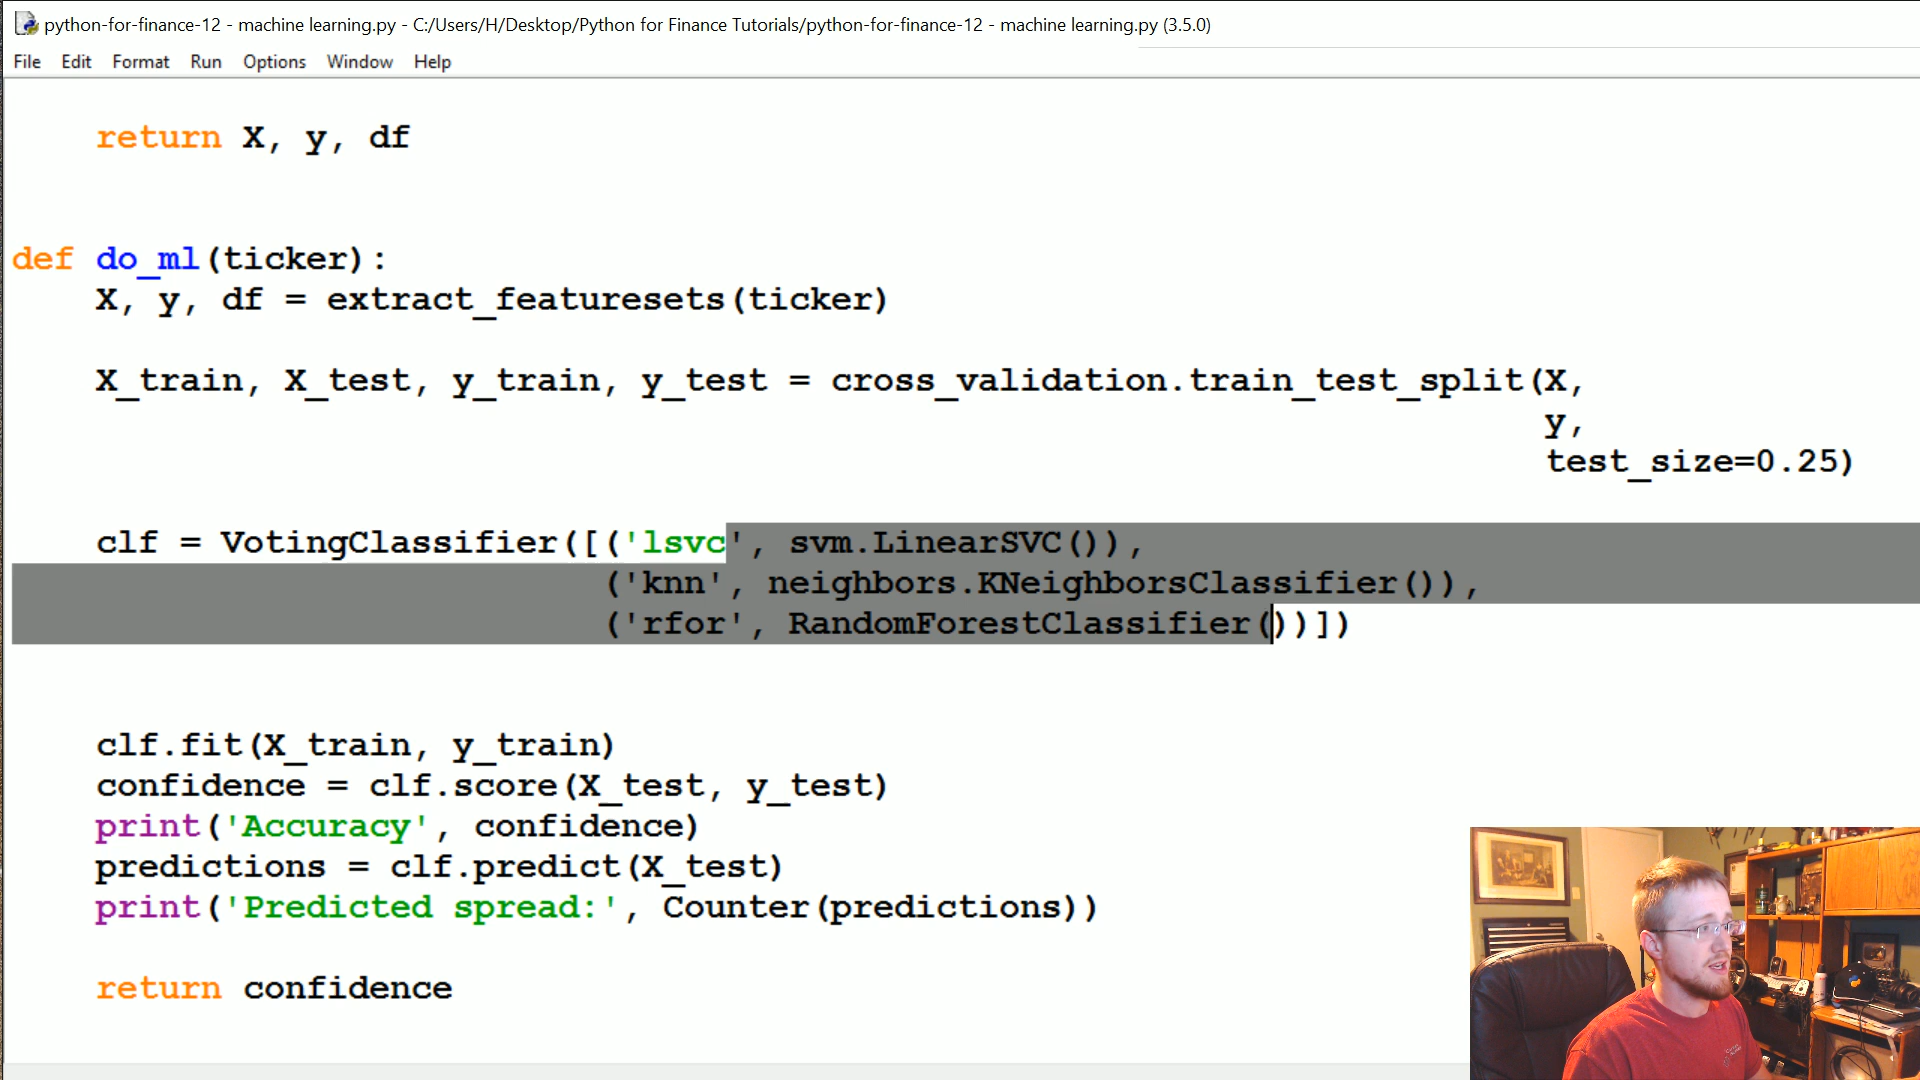 python-for-finance-12 - machine learning.py - C:/Users/H/Desktop/Python for Finance Tutorials/python-for-finance-12 - machine learning.py (3.5.0)
File Edit Format Run Options Window Help
return X, y, df
def do_ml(ticker):
X, y, df = extract_featuresets(ticker)
X_train, X_test, y_train, y_test = cross_validation.train_test_split(X,
y,
test_size=0.25)
clf = VotingClassifier([('lsvc', svm.LinearSVC()),
('knn', neighbors.KNeighborsClassifier()),
('rfor', RandomForestClassifier())])
clf.fit(X_train, y_train)
confidence = clf.score(X_test, y_test)
print('Accuracy', confidence)
predictions = clf.predict(X_test)
print('Predicted spread:', Counter(predictions))
return confidence